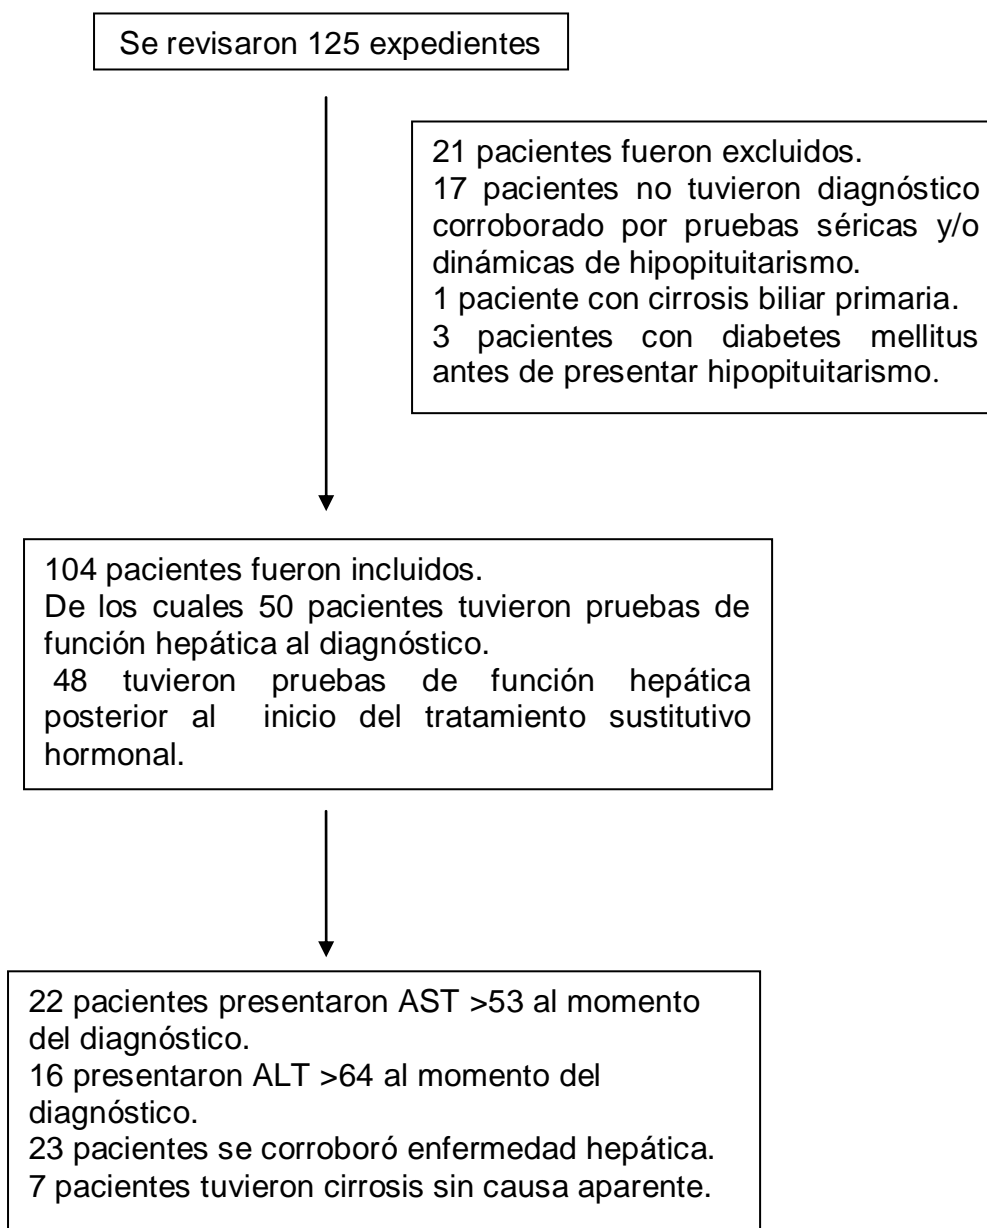 Se revisaron 125 expedientes
21 pacientes fueron excluidos.
17 pacientes no tuvieron diagnóstico
corroborado por pruebas séricas y/o
dinámicas de hipopituitarismo.
1 paciente con cirrosis biliar primaria.
3 pacientes con diabetes mellitus
antes de presentar hipopituitarismo.
104 pacientes fueron incluidos.
De los cuales 50 pacientes tuvieron pruebas de
función hepática al diagnóstico.
48 tuvieron pruebas de función hepática
posterior al inicio del tratamiento sustitutivo
hormonal.
22 pacientes presentaron AST >53 al momento
del diagnóstico.
16 presentaron ALT >64 al momento del
diagnóstico.
23 pacientes se corroboró enfermedad hepática.
7 pacientes tuvieron cirrosis sin causa aparente.